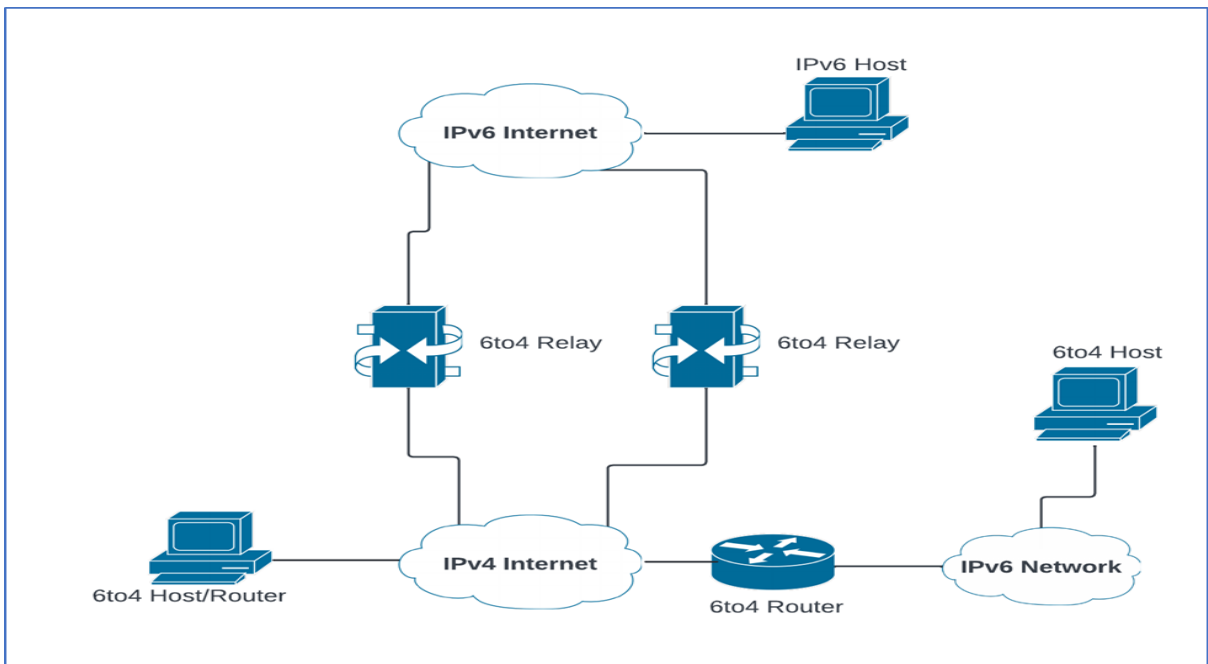 IPv6 Host
IPv6 Internet
6to4 Relay
6to4 Relay
6to4 Host
IPv4 Internet
IPv6 Network
6to4 Host/Router
6to4 Router